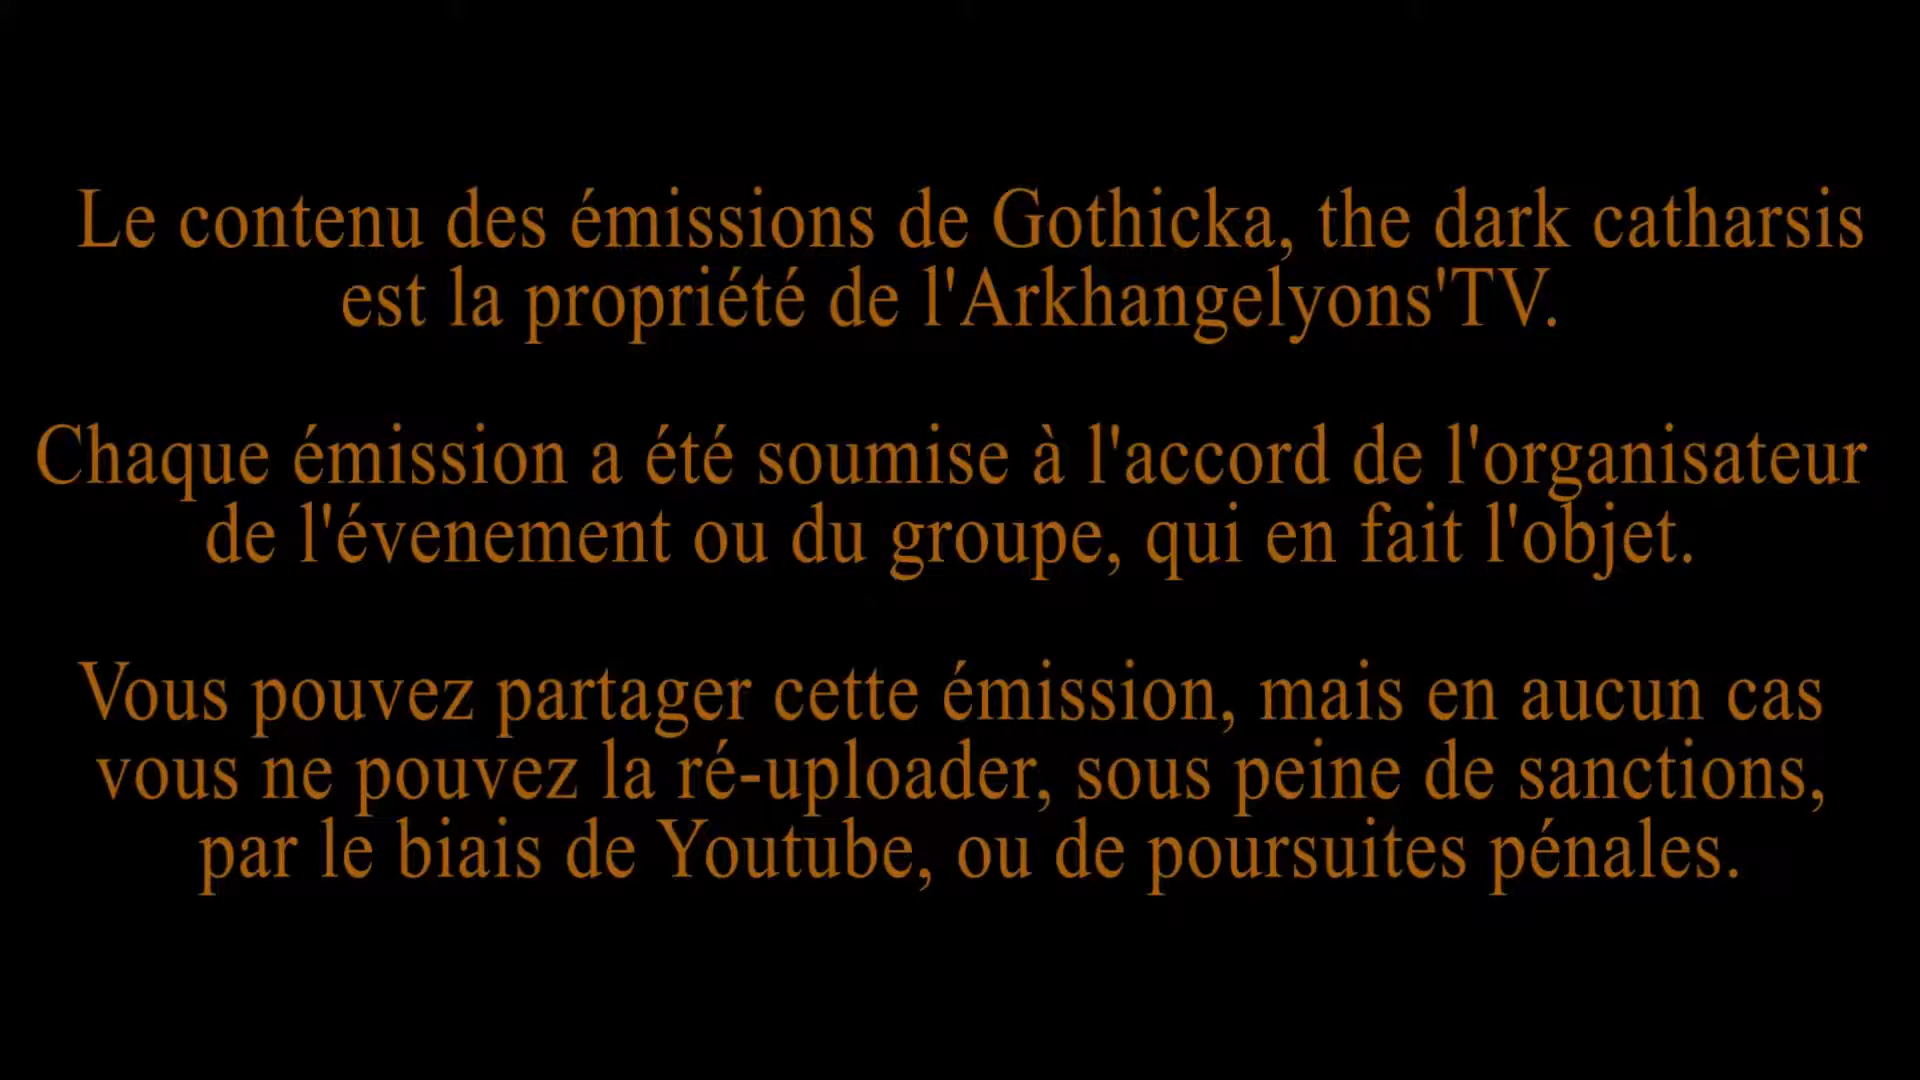 Le contenu des émissions de Gothicka, the dark catharsis
est la propriété de l'Arkhangelyons'TV.
Chaque émission a été soumise à l'accord de l'organisateur
de l'évenement ou du groupe, qui en fait l'objet.
Vous pouvez partager cette émission, mais en aucun cas
vous ne pouvez la ré-uploader, sous peine de sanctions,
par le biais de Youtube, ou de poursuites pénales.